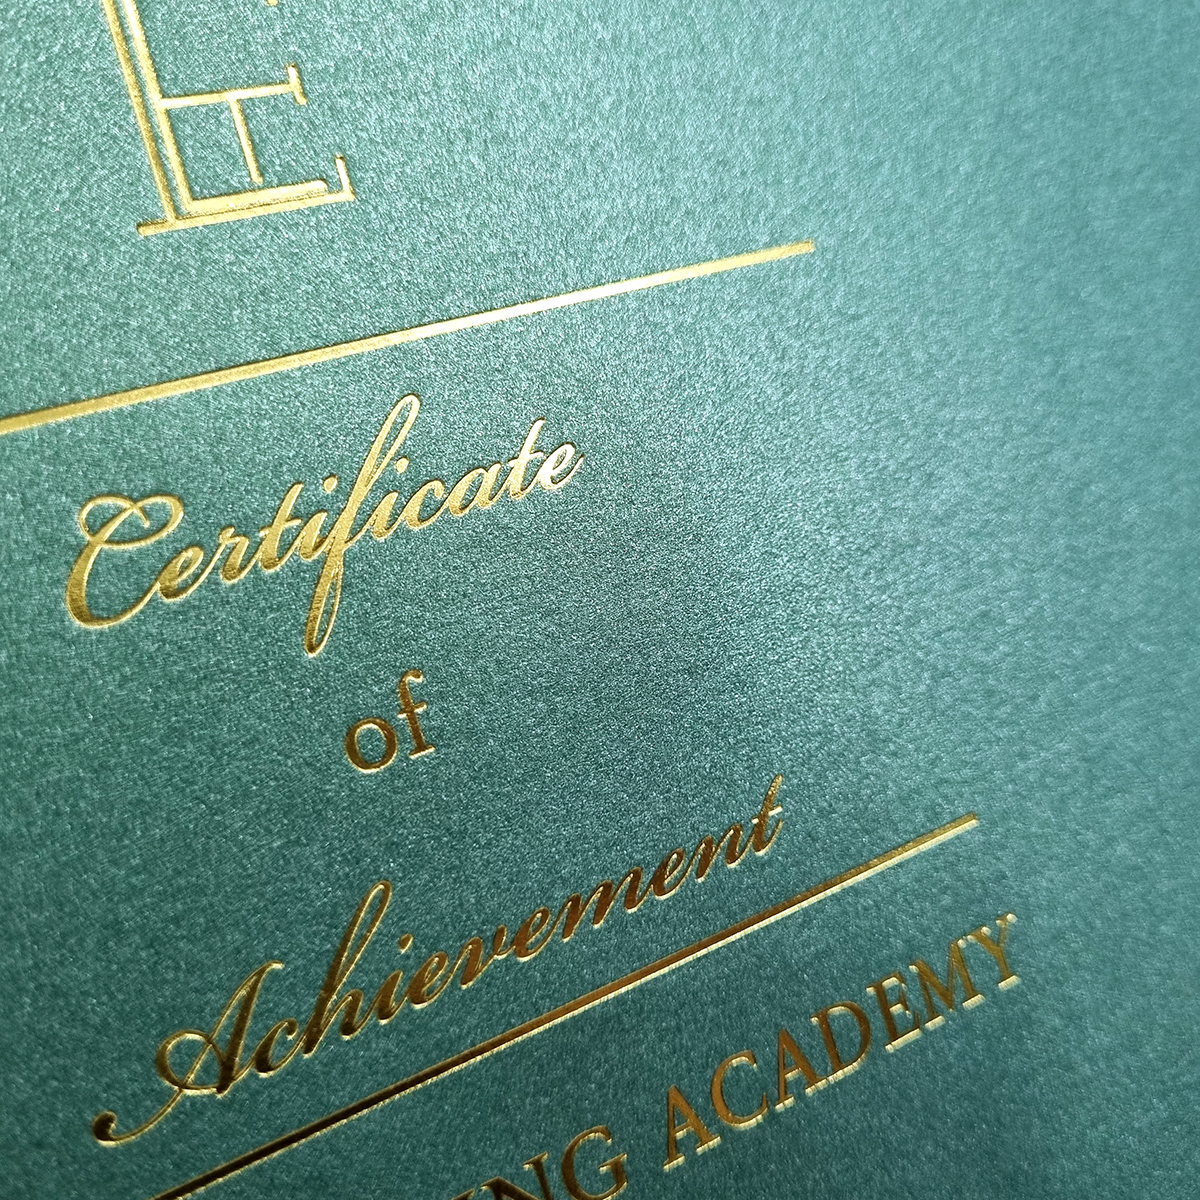 E
Certificate
of
Achievement
ACADEMY